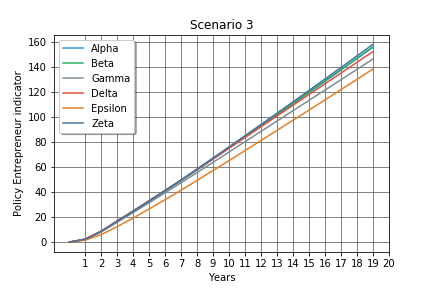 Scenario 3
Policy Entrepreneur indicator
160
140
120
100
80
60
40
20
0
Alpha
Beta
Gamma
Delta
Epsilon
Zeta
1 2 3 4 5 6 7 8 9 10 11 12 13 14 15 16 17 18 19 20
Years